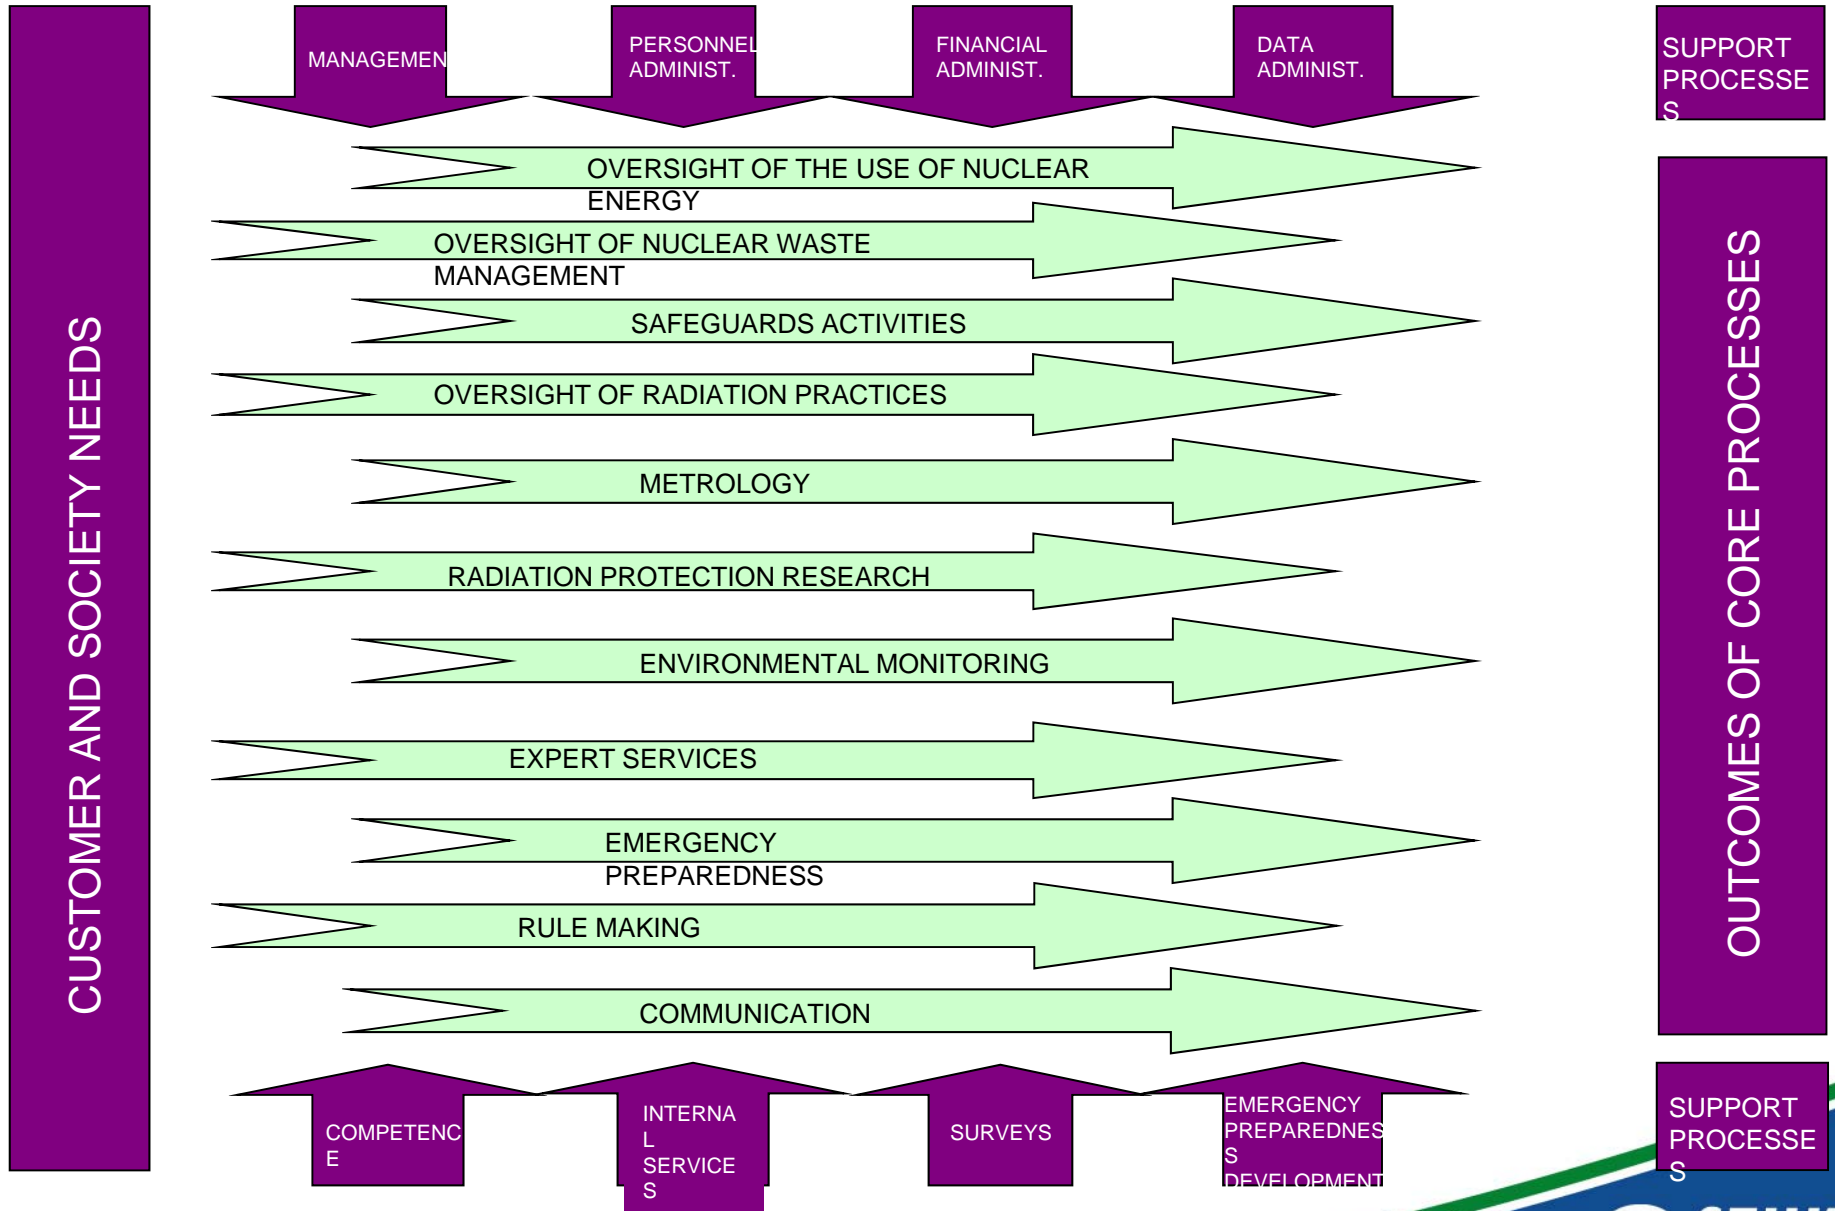 MANAGEMEN
PERSONNEL
ADMINIST.
FINANCIAL
ADMINIST.
DATA
ADMINIST.
SUPPORT
PROCESSE
S
CUSTOMER AND SOCIETY NEEDS
OVERSIGHT OF THE USE OF NUCLEAR
ENERGY
OVERSIGHT OF NUCLEAR WASTE
MANAGEMENT
SAFEGUARDS ACTIVITIES
OVERSIGHT OF RADIATION PRACTICES
METROLOGY
RADIATION PROTECTION RESEARCH
ENVIRONMENTAL MONITORING
EXPERT SERVICES
EMERGENCY
PREPAREDNESS
RULE MAKING
COMMUNICATION
OUTCOMES OF CORE PROCESSES
COMPETENC
E
INTERNA
L
SERVICE
S
SURVEYS
EMERGENCY
PREPAREDNES
S
DEVELOPMENT
SUPPORT
PROCESSE
S